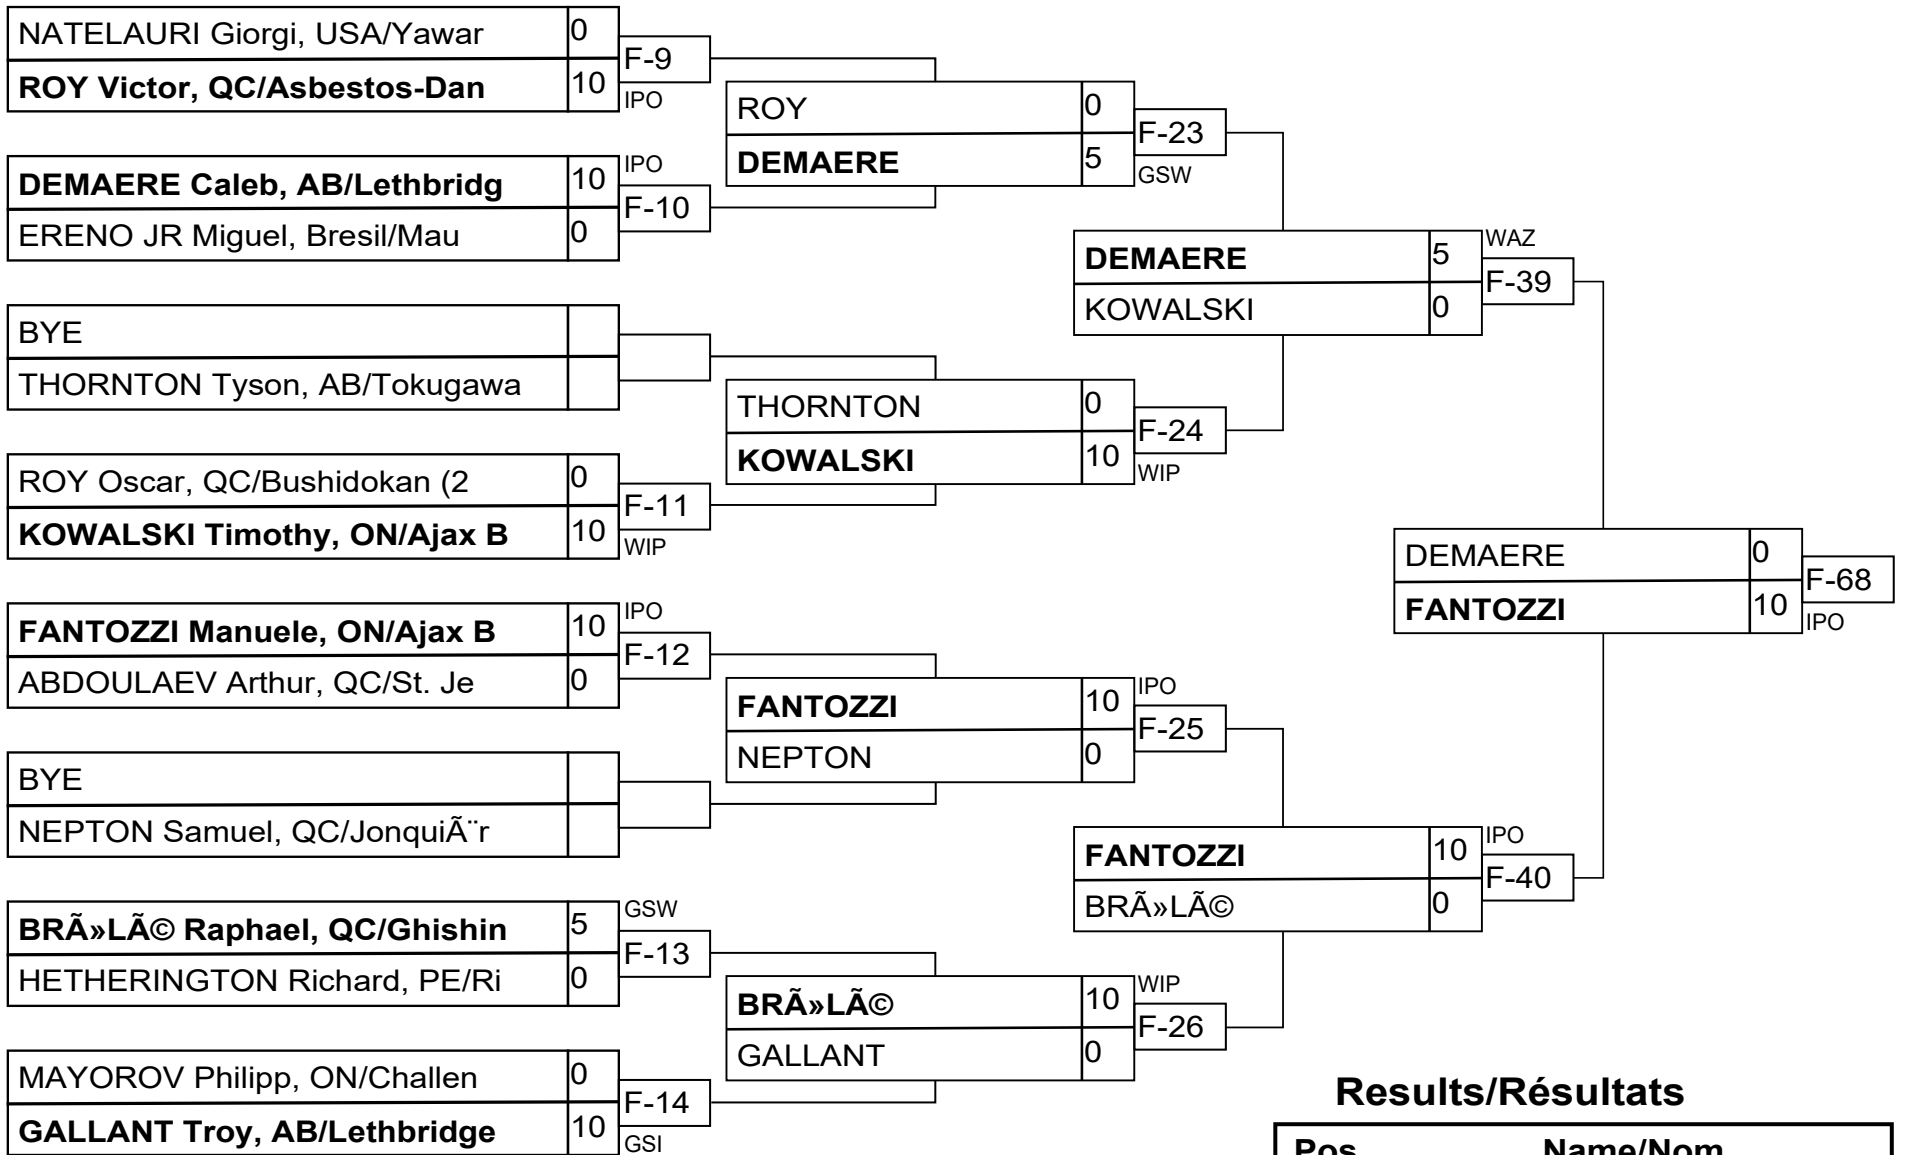 NATELAURI Giorgi, USA/Yawar 0
F-9
ROY Victor, QC/Asbestos-Dan 10
IPO
DEMAERE Caleb, AB/Lethbridg 10
IPO
F-10
ERENO JR Miguel, Bresil/Mau 0
BYE
THORNTON Tyson, AB/Tokugawa
ROY Oscar, QC/Bushidokan (2 0
F-11
KOWALSKI Timothy, ON/Ajax B 10
WIP
FANTOZZI Manuele, ON/Ajax B 10
IPO
F-12
ABDOULAEV Arthur, QC/St. Je 0
BYE
NEPTON Samuel, QC/JonquiÃ¨r
BRÃ»LÃ© Raphael, QC/Ghishin 5
GSW
F-13
HETHERINGTON Richard, PE/Ri 0
MAYOROV Philipp, ON/Challen 0
F-14
GALLANT Troy, AB/Lethbridge 10
GSI
ROY 0
F-23
DEMAERE 5
GSW
THORNTON 0
F-24
KOWALSKI 10
WIP
FANTOZZI 10
IPO
F-25
NEPTON 0
BRÃ»LÃ© 10
WIP
F-26
GALLANT 0
DEMAERE 5
WAZ
F-39
KOWALSKI 0
FANTOZZI 10
IPO
F-40
BRÃ»LÃ© 0
DEMAERE 0
F-68
FANTOZZI 10
IPO
Results/Résultats
Pos Name/Nom